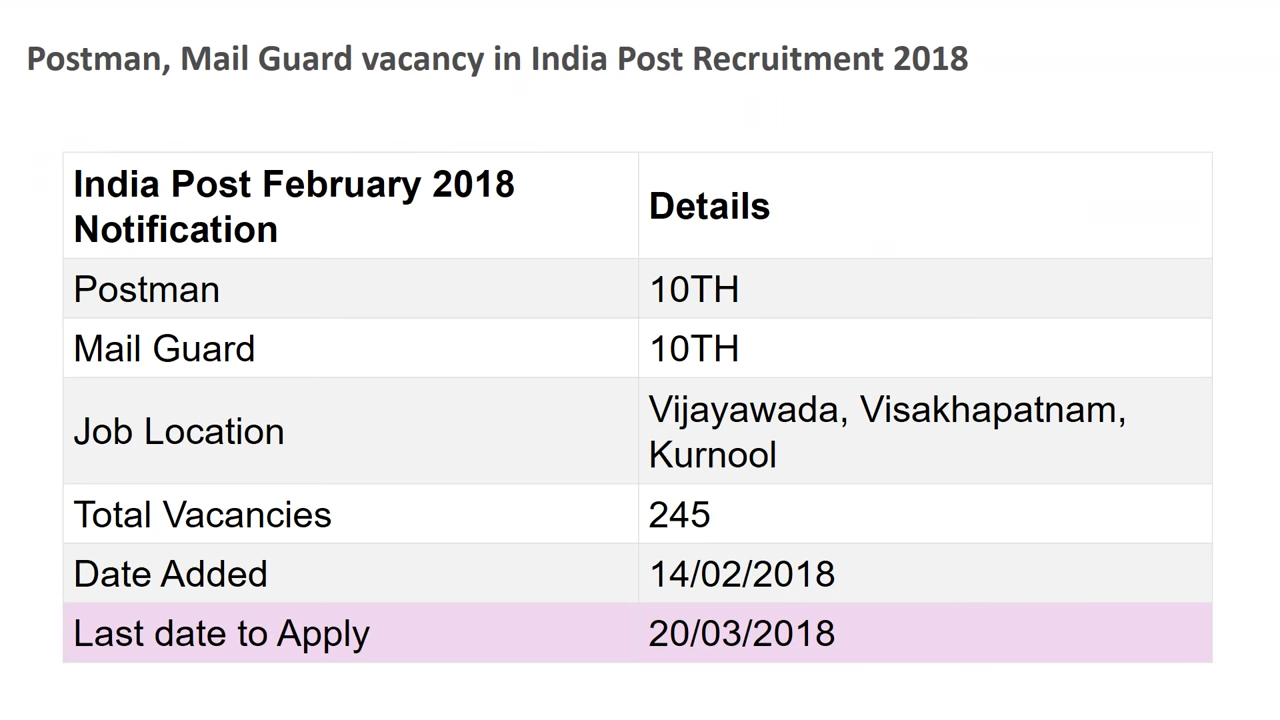 Postman, Mail Guard vacancy in India Post Recruitment 2018
India Post February 2018
Notification
Details
Postman
10TH
Mail Guard
10TH
Job Location
Vijayawada, Visakhapatnam,
Kurnool
Total Vacancies
245
Date Added
14/02/2018
Last date to Apply
20/03/2018